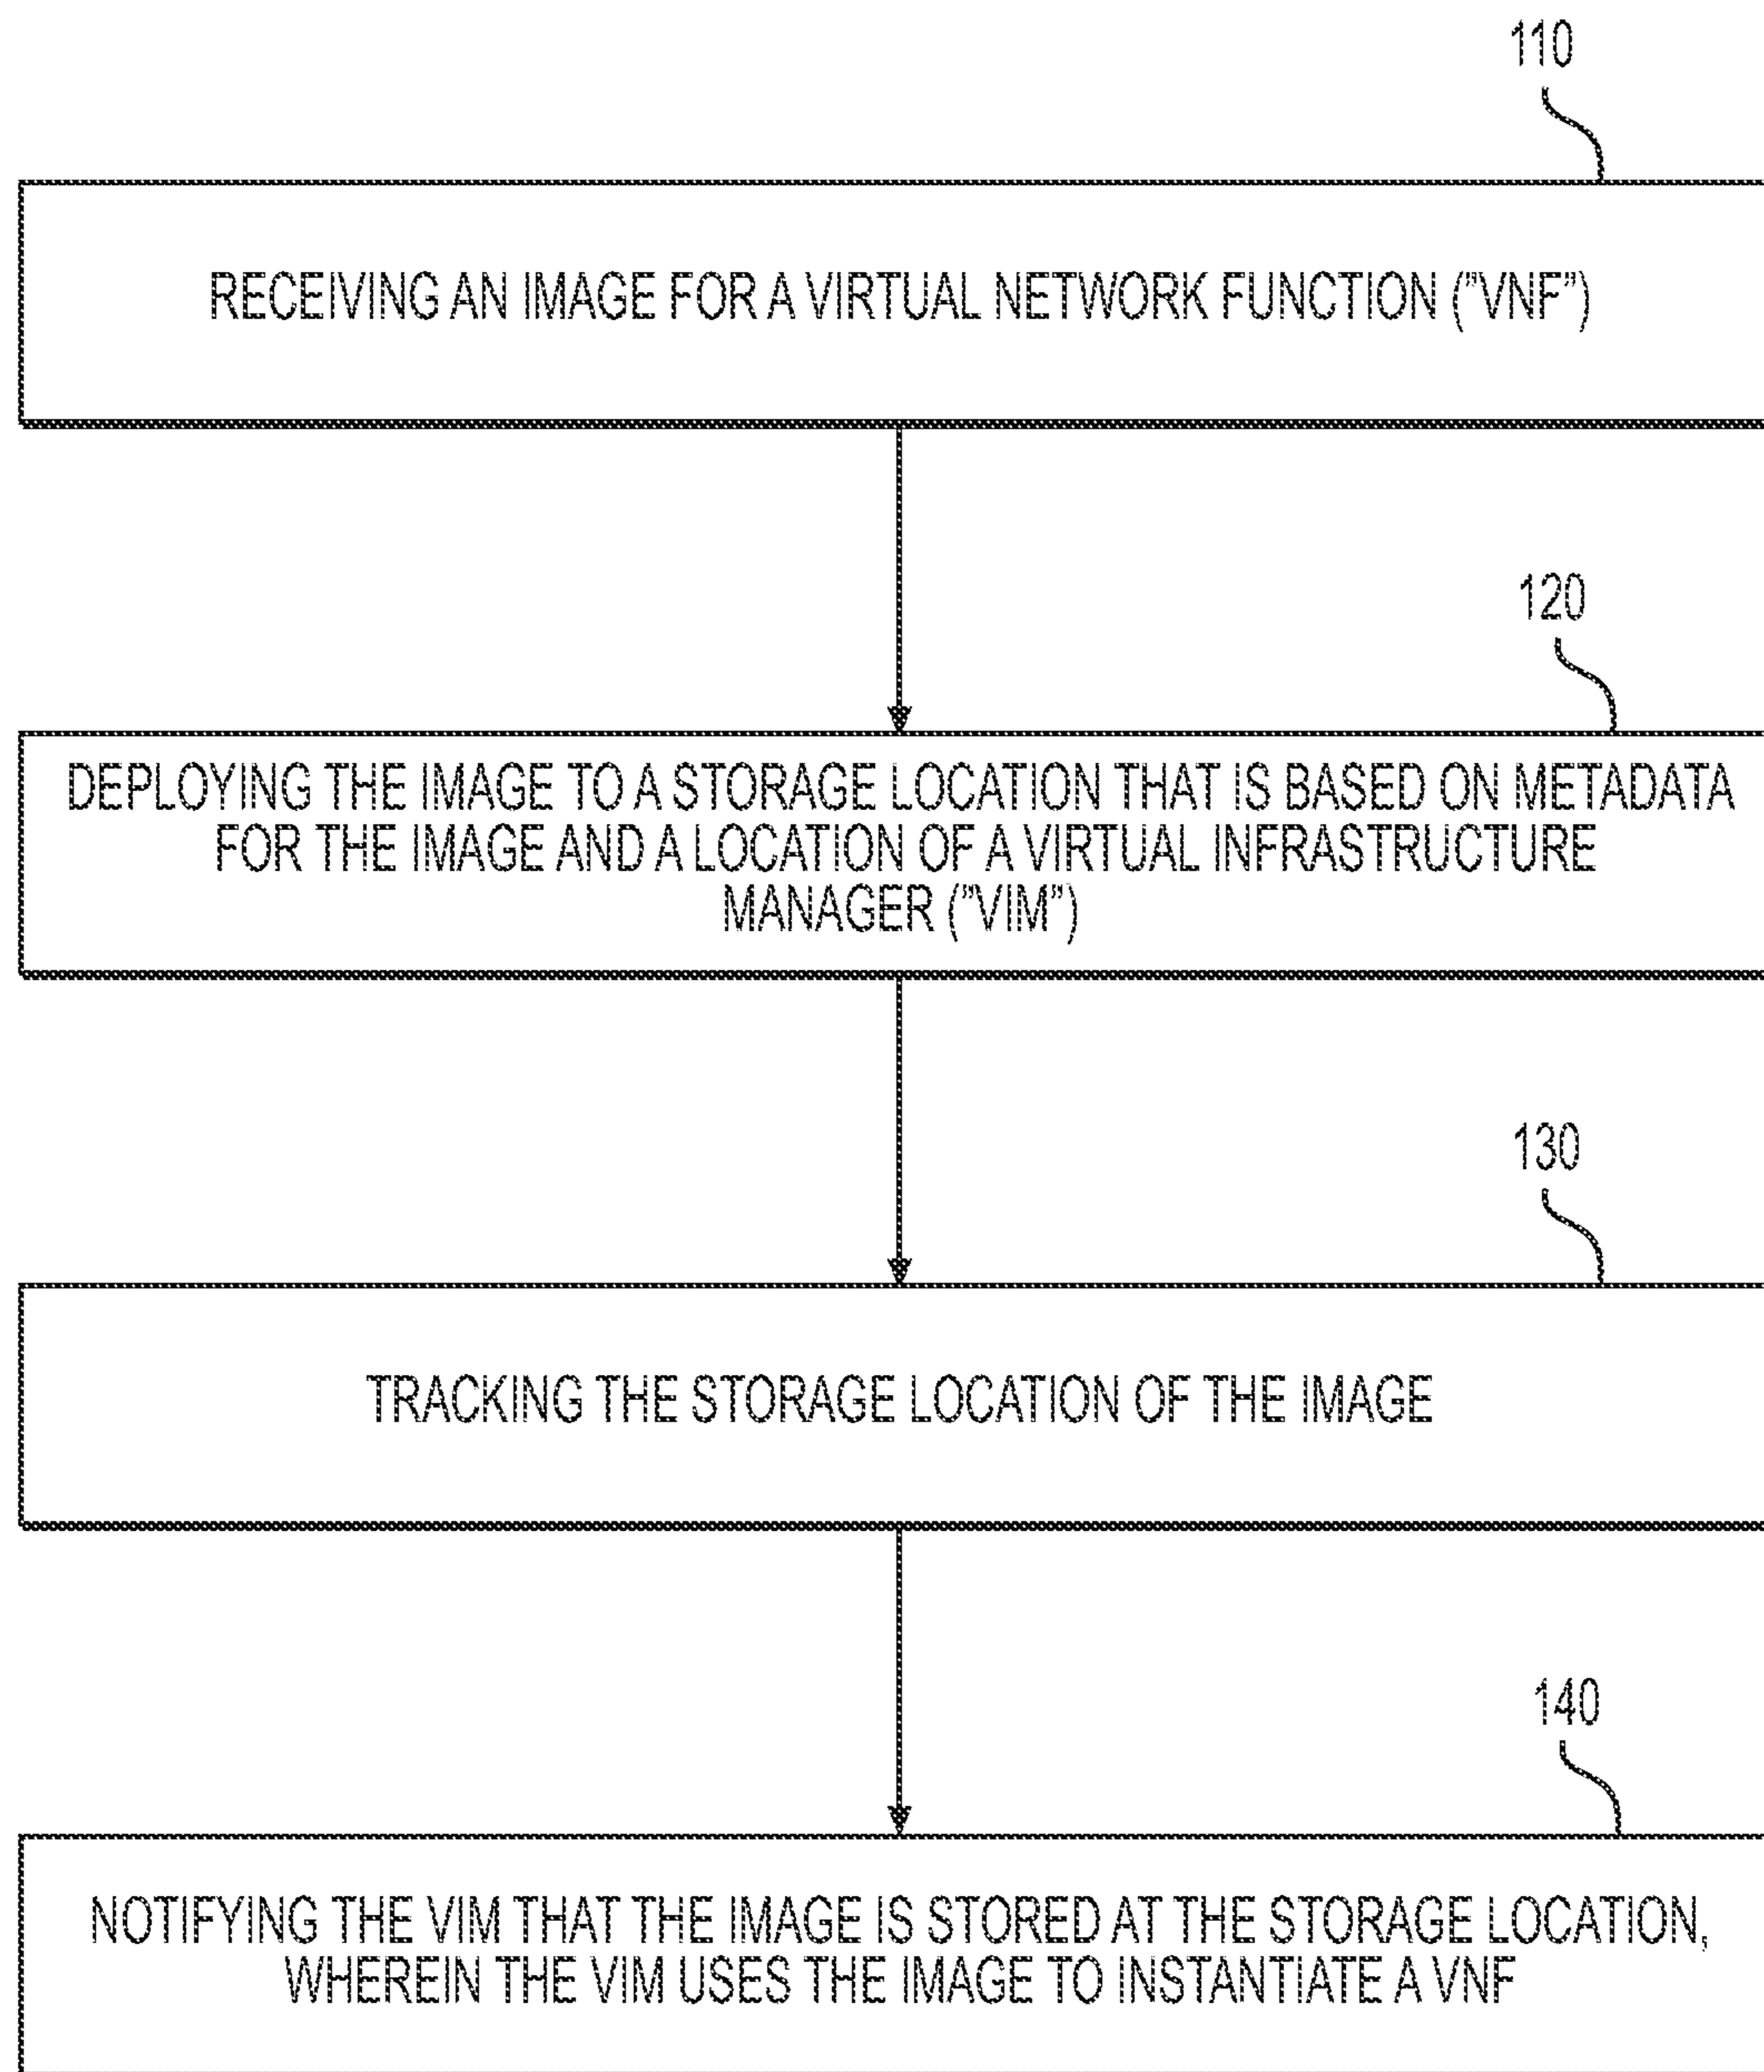 110
RECEIVING AN IMAGE FOR A VIRTUAL NETWORK FUNCTION ("VNF")
120
DEPLOYING THE IMAGE TO A STORAGE LOCATION THAT IS BASED ON METADATA
FOR THE IMAGE AND A LOCATION OF A VIRTUAL INFRASTRUCTURE
MANAGER ("VIM")
130
TRACKING THE STORAGE LOCATION OF THE IMAGE
140
NOTIFYING THE VIM THAT THE IMAGE IS STORED AT THE STORAGE LOCATION,
WHEREIN THE VIM USES THE IMAGE TO INSTANTIATE A VNF